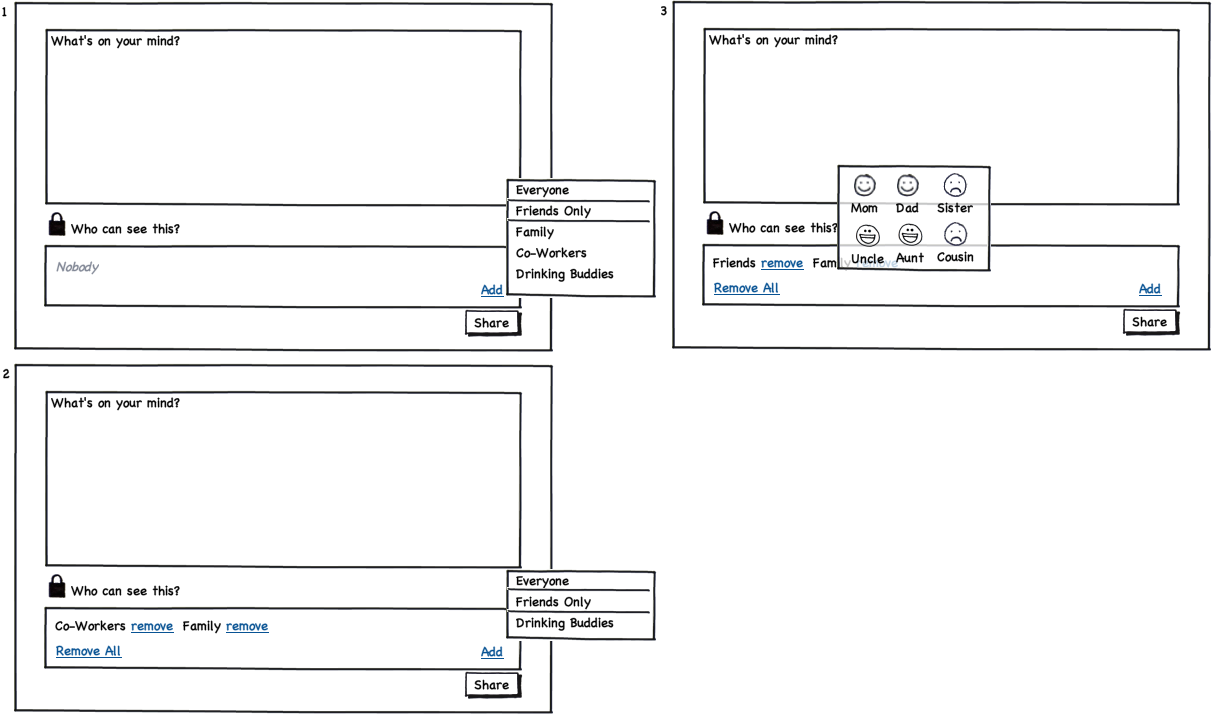 1
What's on your mind?
Everyone
Friends Only
Who can see this?
Family
Co-Workers
Nobody
Drinking Buddies
Add
Share
2
What's on your mind?
Everyone
Who can see this?
Friends Only
Co-Workers remove Family remove
Drinking Buddies
Remove All
Add
Share
3
What's on your mind?
Mom Dad Sister
Who can see this?
Uncle Aunt Cousin
Friends remove Family remove
Remove All
Add
Share